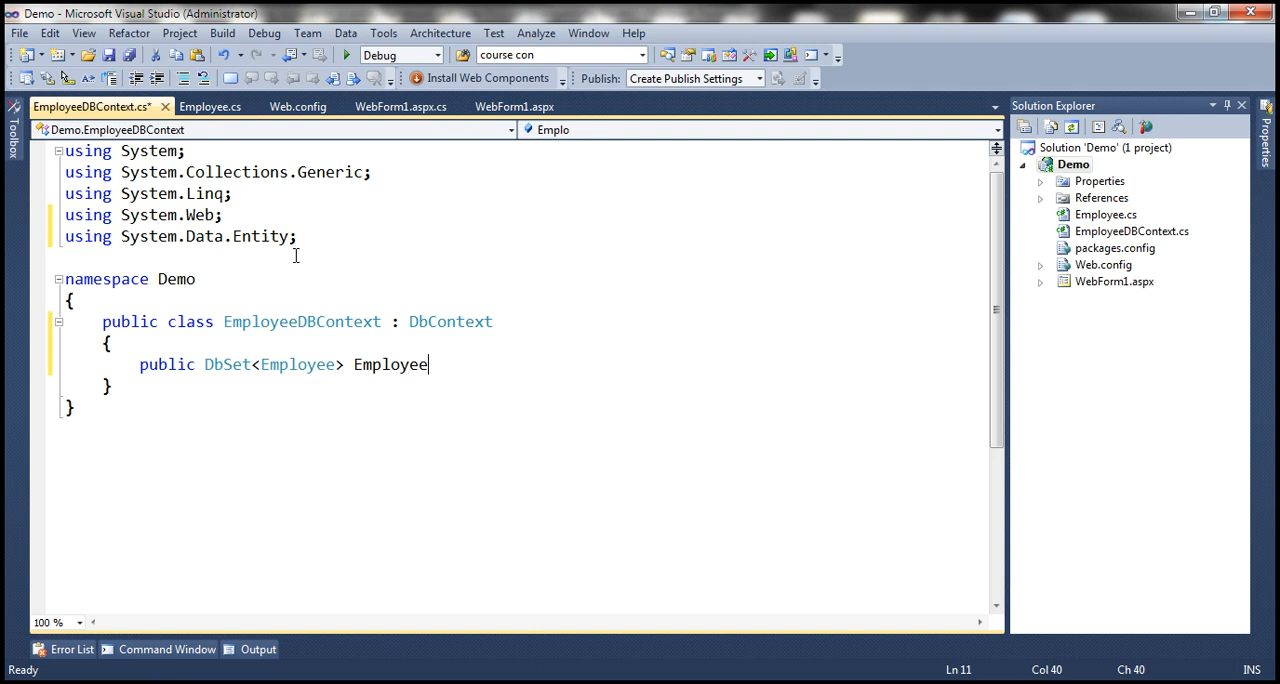 Demo - Microsoft Visual Studio (Administrator)
File Edit View Refactor Project Build Debug Team Data Tools Architecture Test Analyze Window Help
Debug course con
Install Web Components Publish: Create Publish Settings
EmployeeDBContext.cs* Employee.cs Web.config WebForm1.aspx.cs WebForm1.aspx
Solution Explorer
Toolbox
Properties
Demo.EmployeeDBContext Emplo
using System;
using System.Collections.Generic;
using System.Linq;
using System.Web;
using System.Data.Entity;
namespace Demo
{
public class EmployeeDBContext : DbContext
{
public DbSet<Employee> Employee
}
}
Solution 'Demo' (1 project)
Demo
Properties
References
Employee.cs
EmployeeDBContext.cs
packages.config
Web.config
WebForm1.aspx
100 %
Error List Command Window Output
Ready Ln 11 Col 40 Ch 40 INS